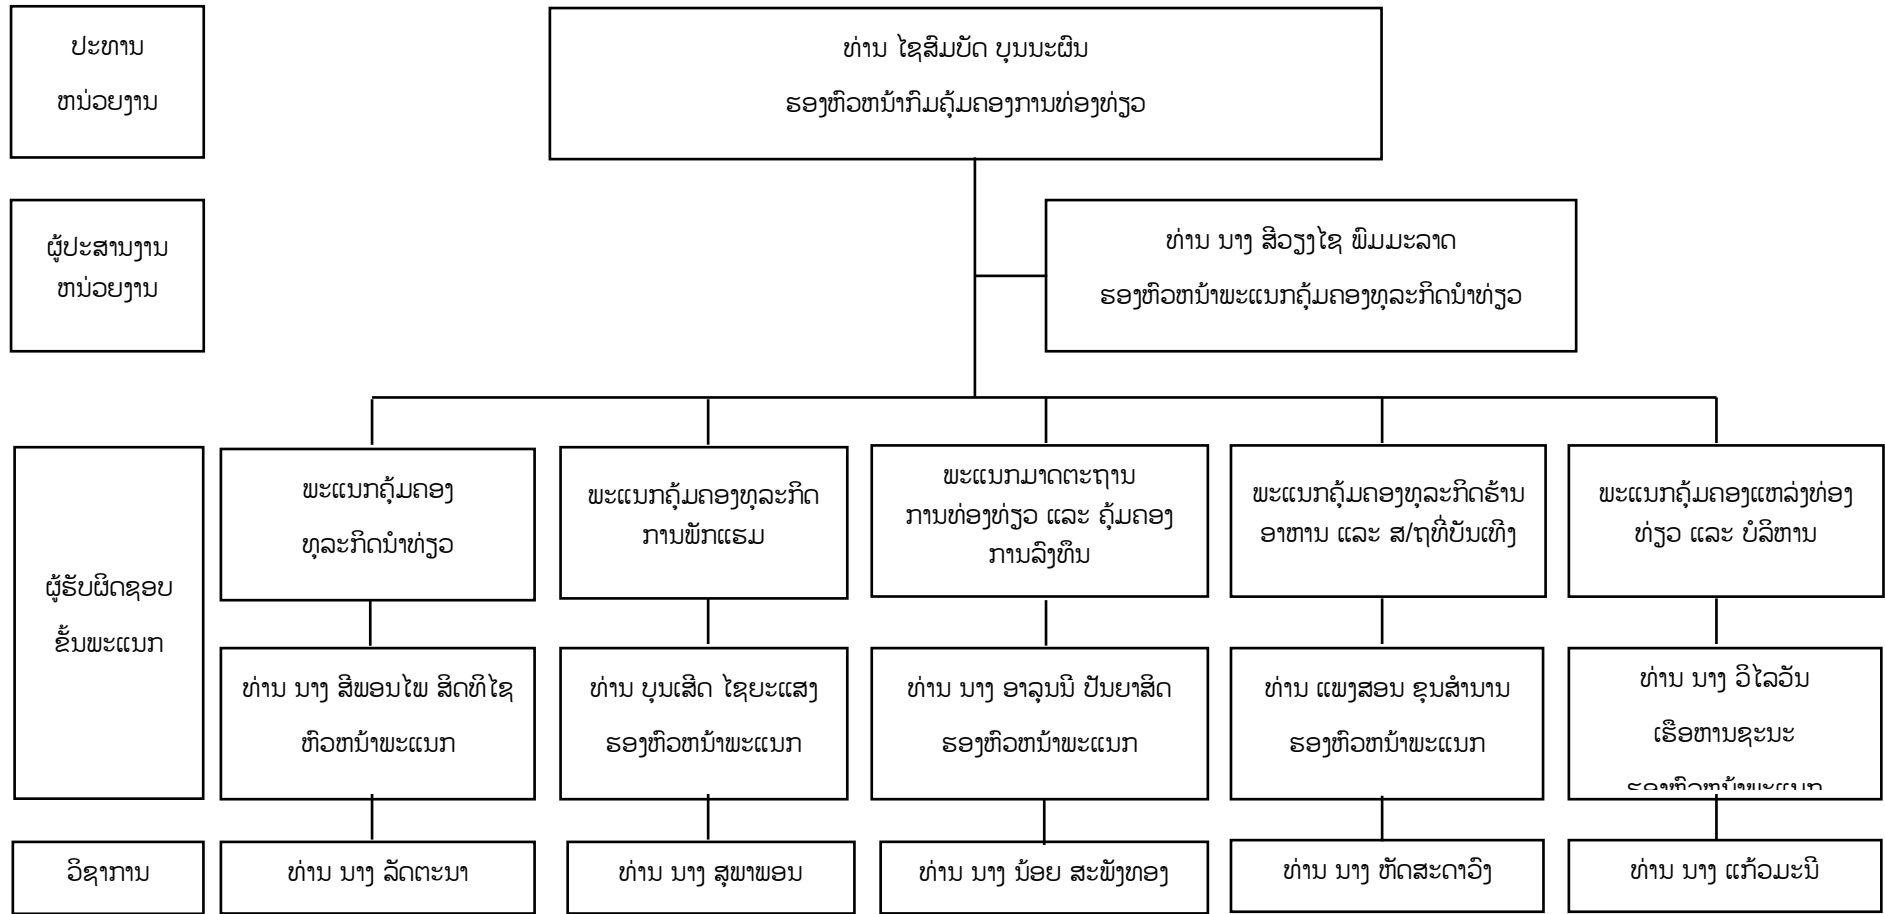 ປະທານ
ຫນ່ວຍງານ
ທ່ານ ໄຊສົມບັດ ບຸນນະຜົນ
ຮອງຫົວຫນ້າກົມຄຸ້ມຄອງການທ່ອງທ່ຽວ
ຜູ້ປະສານງານ
ຫນ່ວຍງານ
ທ່ານ ນາງ ສີວຽງໄຊ ພິມມະລາດ
ຮອງຫົວຫນ້າພະແນກຄຸ້ມຄອງທຸລະກິດນໍາທ່ຽວ
ຜູ້ຮັບຜິດຊອບ
ຂັ້ນພະແນກ
ພະແນກຄຸ້ມຄອງ
ທຸລະກິດນໍາທ່ຽວ
ພະແນກຄຸ້ມຄອງທຸລະກິດ
ການພັກແຮມ
ພະແນກມາດຕະຖານ
ການທ່ອງທ່ຽວ ແລະ ຄຸ້ມຄອງ
ການລົງທຶນ
ພະແນກຄຸ້ມຄອງທຸລະກິດຮ້ານ
ອາຫານ ແລະ ສ/ຖທີ່ບັນເທີງ
ພະແນກຄຸ້ມຄອງແຫລ່ງທ່ອງ
ທ່ຽວ ແລະ ບໍລິຫານ
ທ່ານ ນາງ ສີພອນໄພ ສິດທິໄຊ
ຫົວຫນ້າພະແນກ
ທ່ານ ບຸນເສີດ ໄຊຍະແສງ
ຮອງຫົວຫນ້າພະແນກ
ທ່ານ ນາງ ອາລຸນນີ ປັນຍາສິດ
ຮອງຫົວຫນ້າພະແນກ
ທ່ານ ແພງສອນ ຂຸນສໍານານ
ຮອງຫົວຫນ້າພະແນກ
ທ່ານ ນາງ ວິໄລວັນ
ເຮືອຫານຊະນະ
ຮອງຫົວຫນ້າພະແນກ
ວິຊາການ
ທ່ານ ນາງ ລັດຕະນາ
ທ່ານ ນາງ ສຸພາພອນ
ທ່ານ ນາງ ນ້ອຍ ສະພັງທອງ
ທ່ານ ນາງ ຫັດສະດາວົງ
ທ່ານ ນາງ ແກ້ວມະນີ